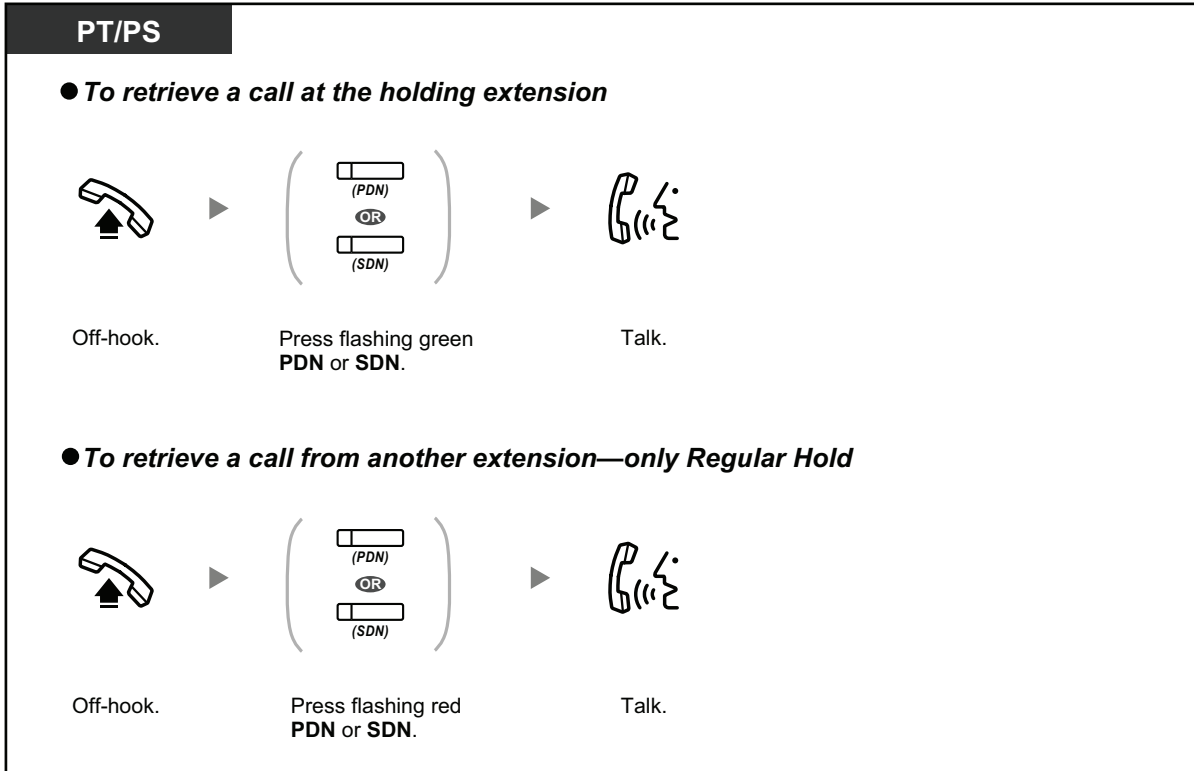 PT/PS
● To retrieve a call at the holding extension
(PDN)
OR
(SDN)
Off-hook.
Press flashing green
PDN or SDN.
Talk.
● To retrieve a call from another extension—only Regular Hold
(PDN)
OR
(SDN)
Off-hook.
Press flashing red
PDN or SDN.
Talk.